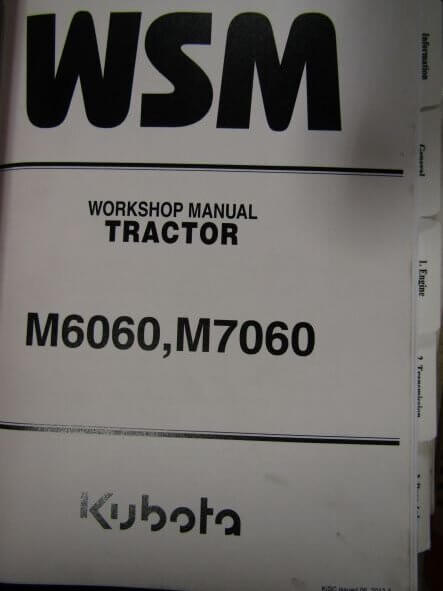 WSM
WORKSHOP MANUAL
TRACTOR
M6060,M7060
Kubota
Information
General
1. Engine
2. Transmission